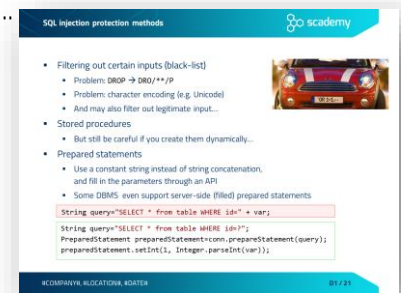 SQL injection protection methods
scademy
Filtering out certain inputs (black-list)
Problem: DROP → DRO/**/P
Problem: character encoding (e.g. Unicode)
And may also filter out legitimate input...
Stored procedures
But still be careful if you create them dynamically...
Prepared statements
Use a constant string instead of string concatenation,
and fill in the parameters through an API
Some DBMS even support server-side (filled) prepared statements
String query="SELECT * from table WHERE id=" + var;
String query="SELECT * from table WHERE id=?";
PreparedStatement preparedStatement=conn.prepareStatement(query);
preparedStatement.setInt(1, Integer.parseInt(var));
#COMPANY#, #LOCATION#, #DATE#
D1 / 21